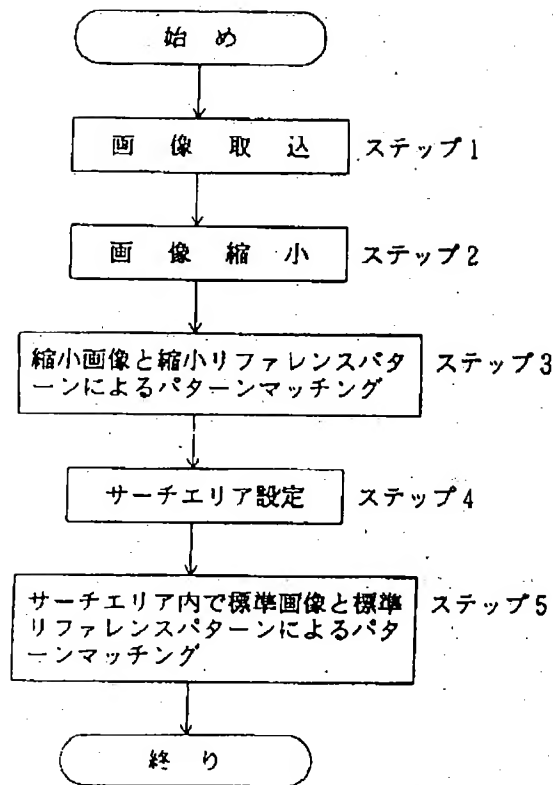 始め
画像取込 ステップ1
画像縮小 ステップ2
縮小画像と縮小リファレンスパタ
ーンによるパターンマッチング
ステップ3
サーチエリア設定 ステップ4
サーチエリア内で標準画像と標準
リファレンスパターンによるパタ
ーンマッチング
ステップ5
終り